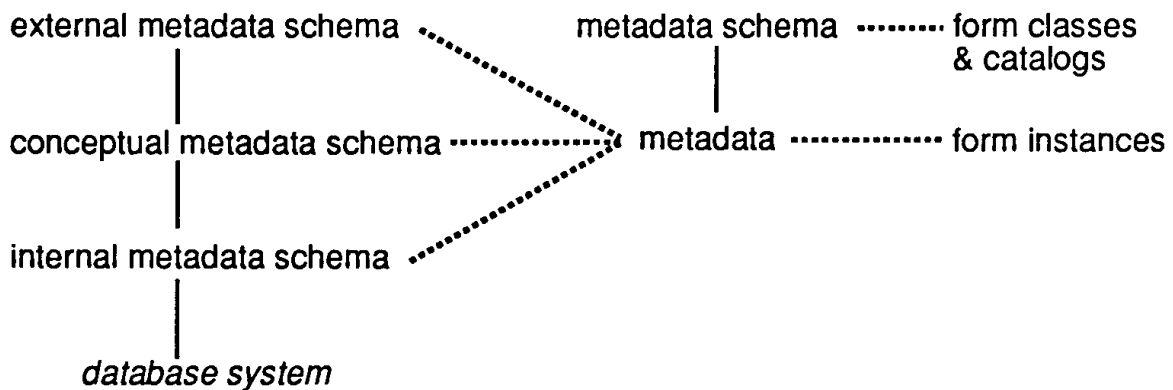 external metadata schema
metadata schema
form classes
& catalogs
conceptual metadata schema
metadata
form instances
internal metadata schema
database system